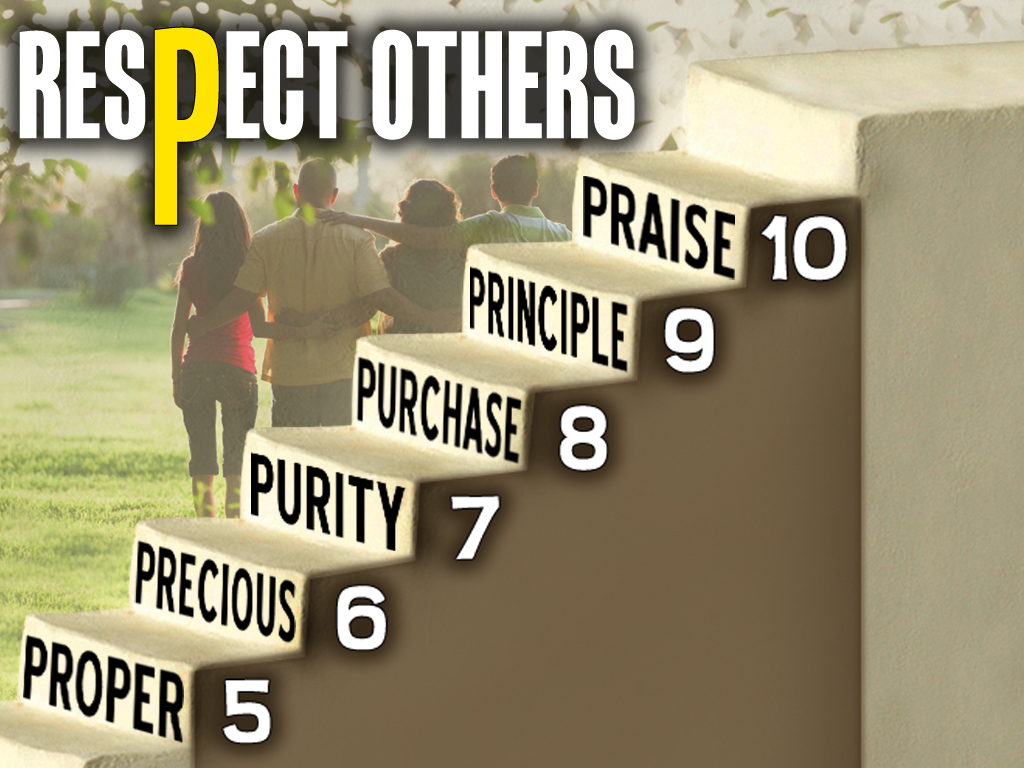 RESPECT OTHERS
PRAISE 10
PRINCIPLE 9
PURCHASE 8
PURITY 7
PRECIOUS 6
PROPER 5